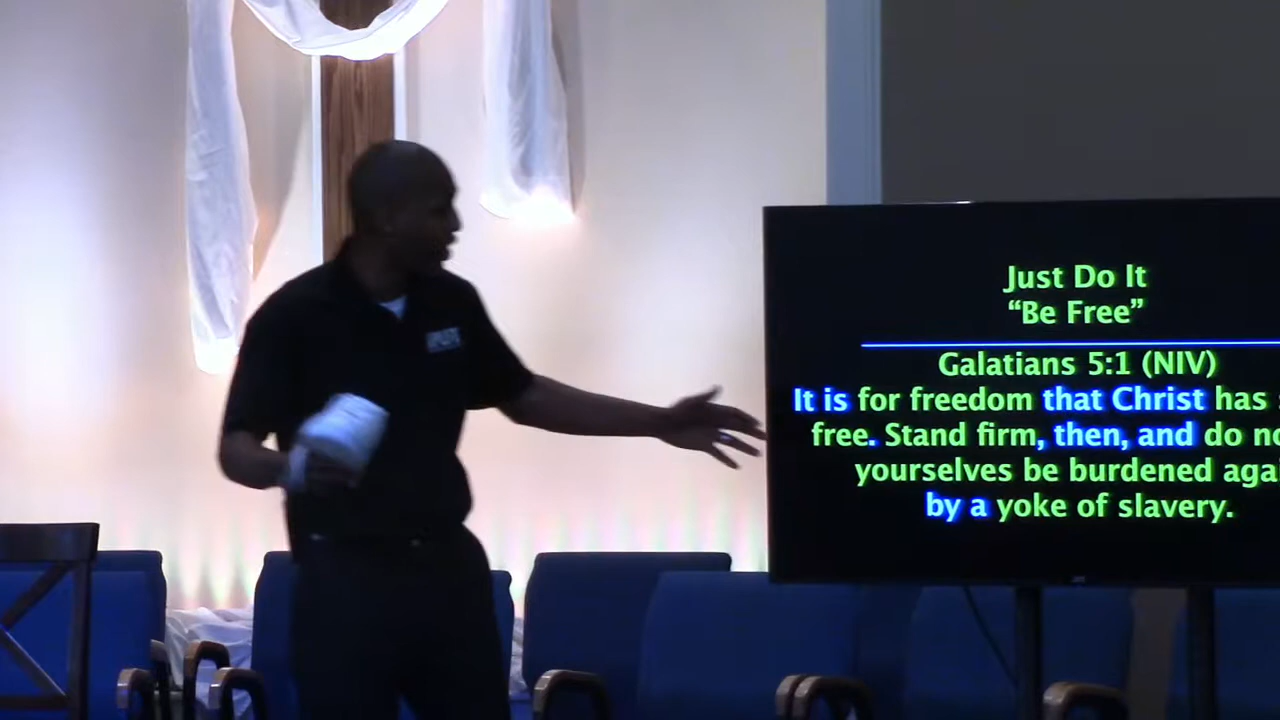 Just Do It
“Be Free”
Galatians 5:1 (NIV)
It is for freedom that Christ has
free. Stand firm, then, and do
yourselves be burdened
by a yoke of slavery.